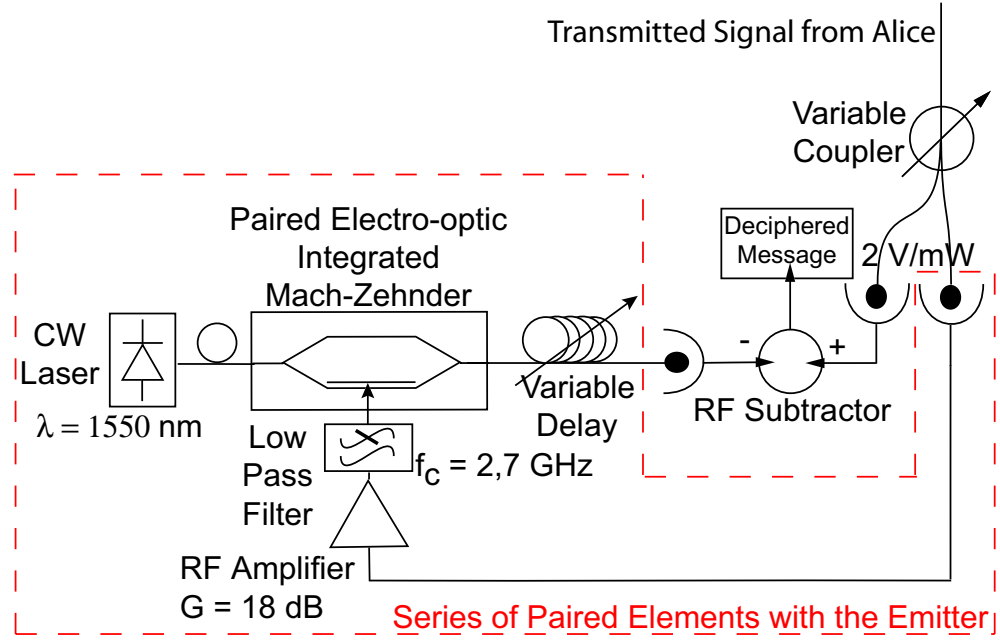 Transmitted Signal from Alice
Variable
Coupler
Paired Electro-optic
Integrated
Mach-Zehnder
Deciphered
Message
2 V/mW
CW
Laser
λ = 1550 nm
-
+
RF Subtractor
Variable
Delay
Low
Pass
Filter
fc = 2,7 GHz
RF Amplifier
G = 18 dB
Series of Paired Elements with the Emitter